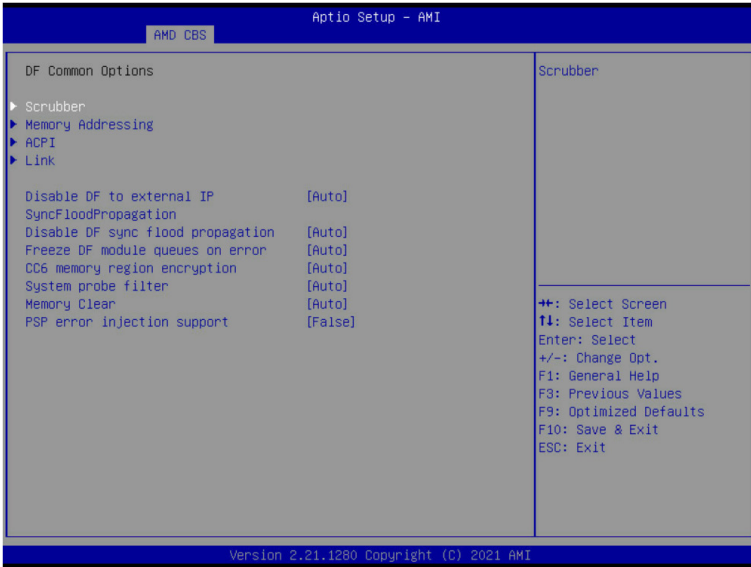 Aptio Setup – AMI
AMD CBS
DF Common Options
Scrubber
Memory Addressing
ACPI
Link
Disable DF to external IP [Auto]
SyncFloodPropagation
Disable DF sync flood propagation [Auto]
Freeze DF module queues on error [Auto]
CC6 memory region encryption [Auto]
System probe filter [Auto]
Memory Clear [Auto]
PSP error injection support [False]
Scrubber
→←: Select Screen
↑↓: Select Item
Enter: Select
+/-: Change Opt.
F1: General Help
F3: Previous Values
F9: Optimized Defaults
F10: Save & Exit
ESC: Exit
Version 2.21.1280 Copyright (C) 2021 AMI